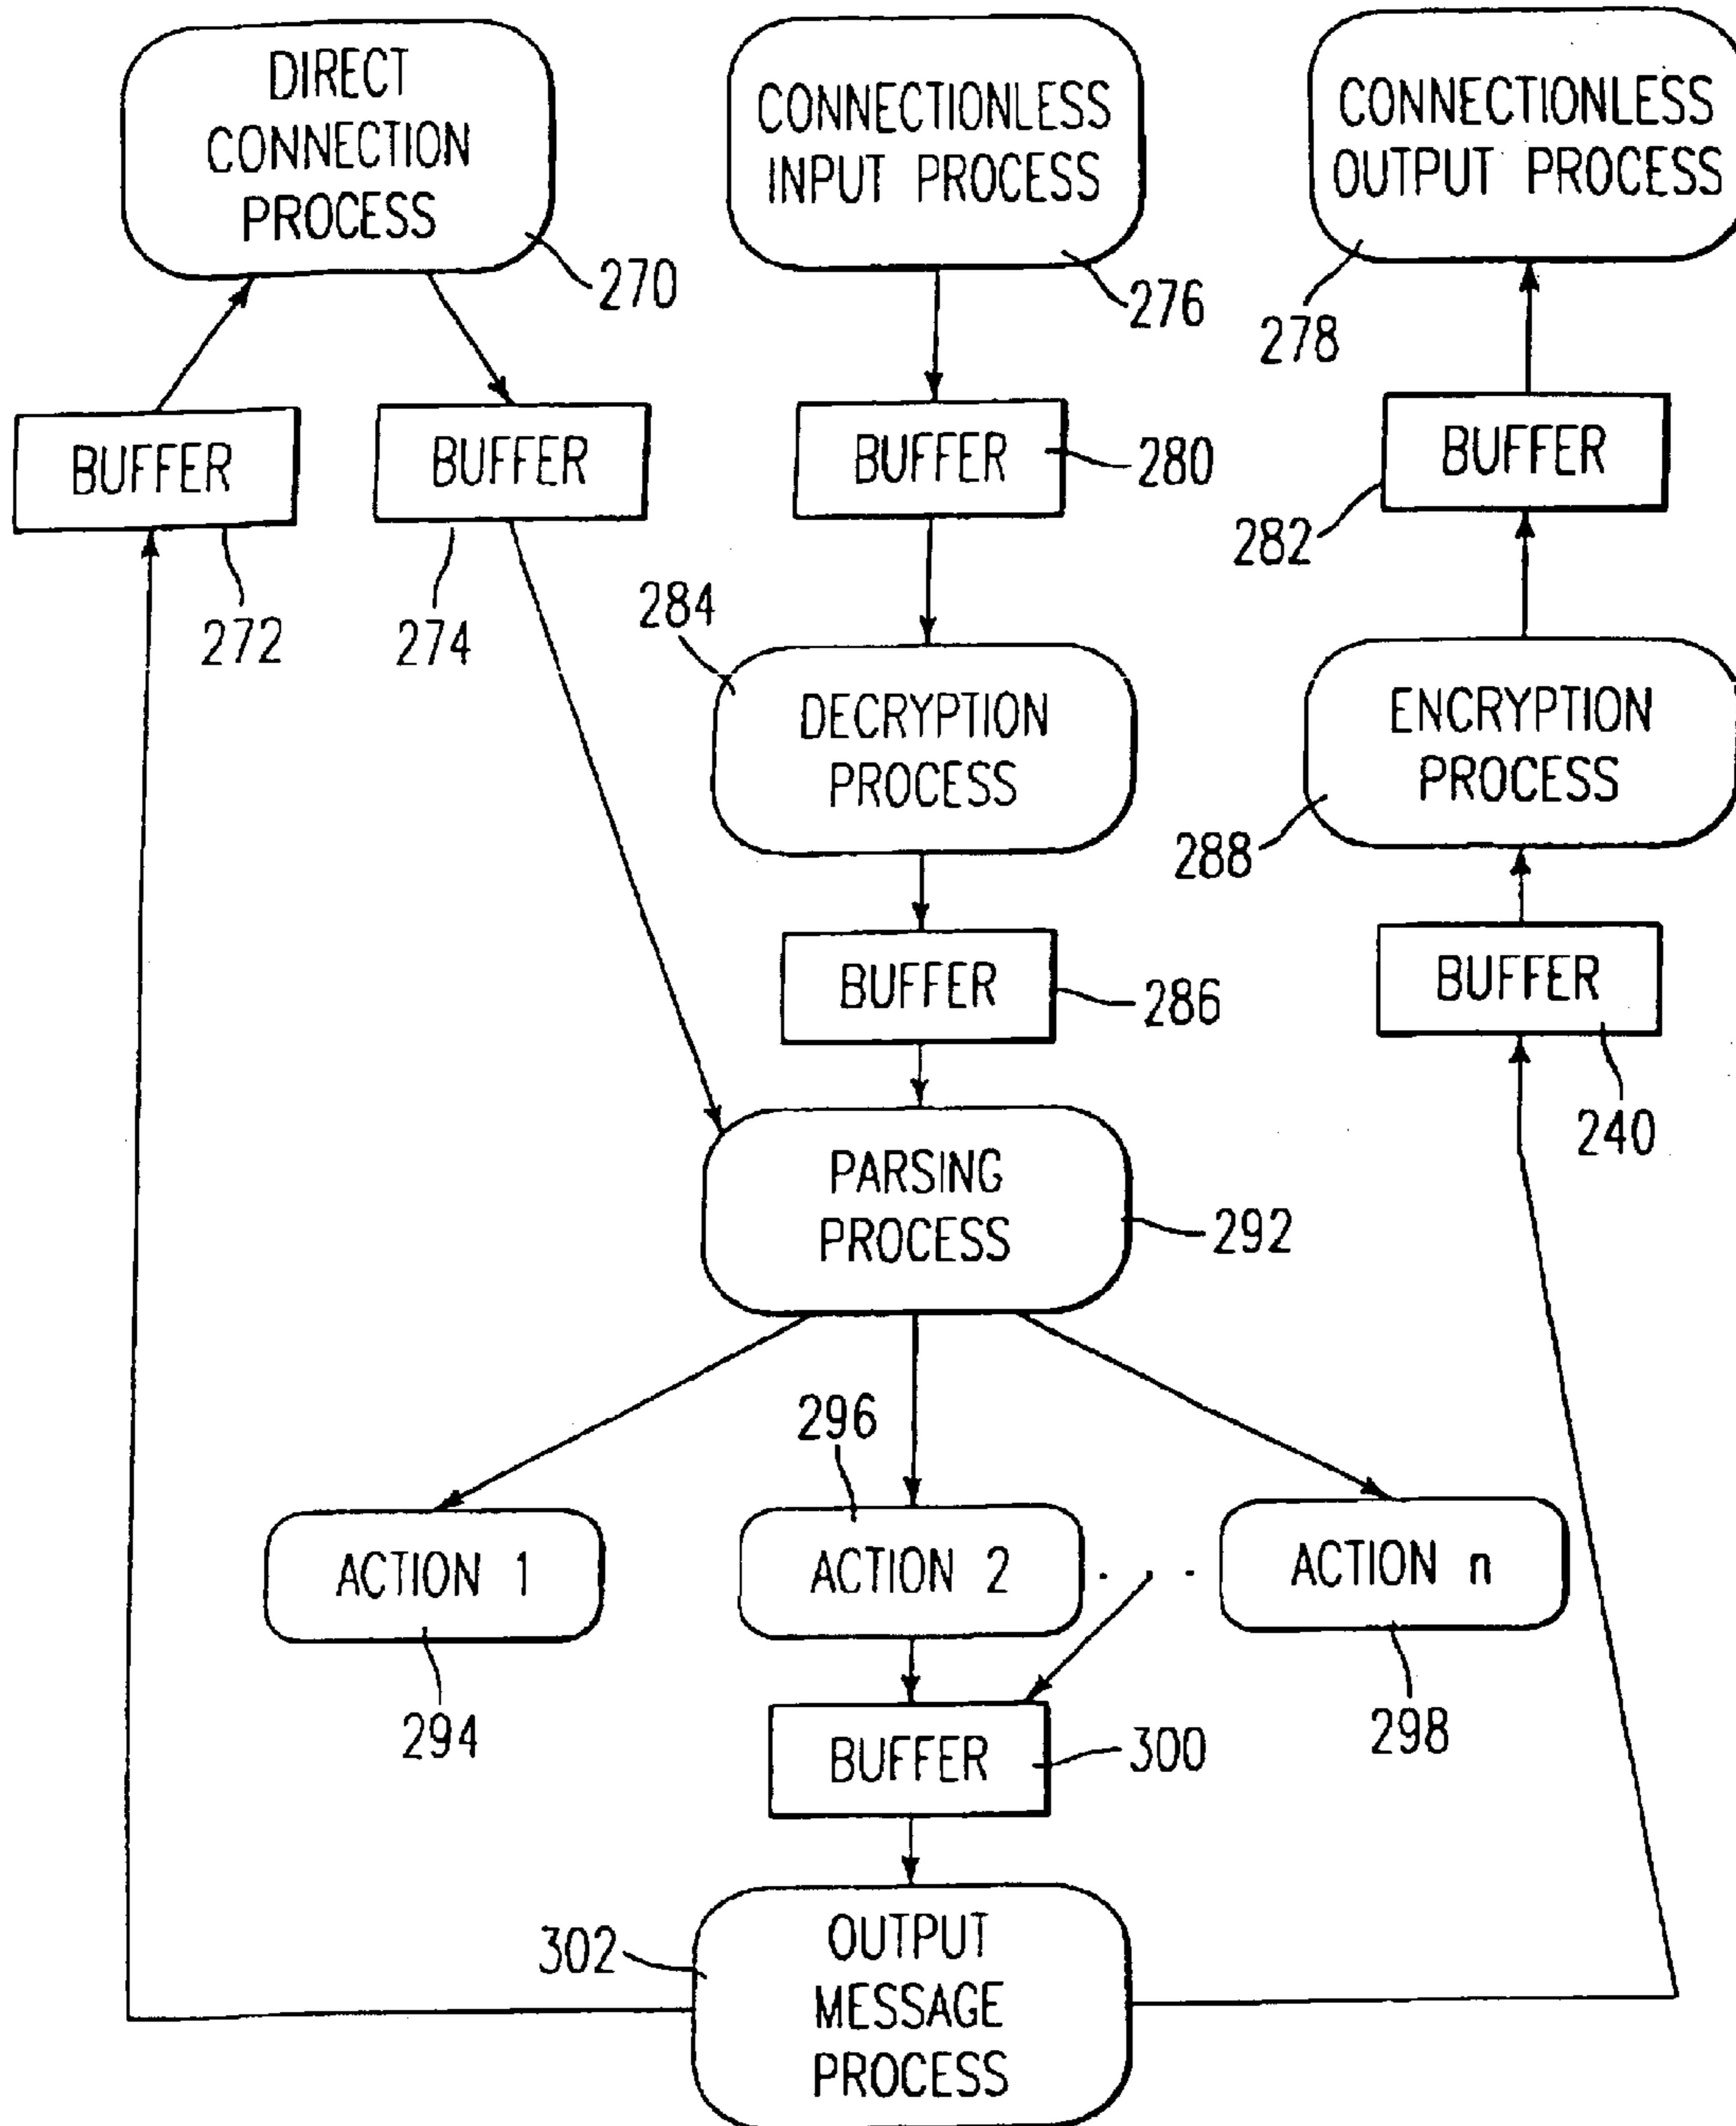 DIRECT
CONNECTION
PROCESS
270
CONNECTIONLESS
INPUT PROCESS
276
CONNECTIONLESS
OUTPUT PROCESS
278
BUFFER
272
BUFFER
274
BUFFER
280
BUFFER
282
284
DECRYPTION
PROCESS
ENCRYPTION
PROCESS
288
BUFFER
286
BUFFER
240
PARSING
PROCESS
292
ACTION 1
294
296
ACTION 2
. . .
ACTION n
298
BUFFER
300
302
OUTPUT
MESSAGE
PROCESS